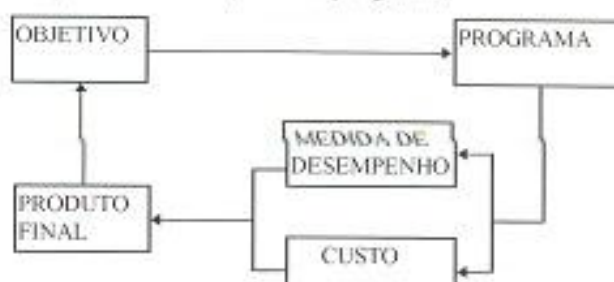 OBJETIVO
PROGRAMA
MEDIDA DE
DESEMPENHO
PRODUTO
FINAL
CUSTO